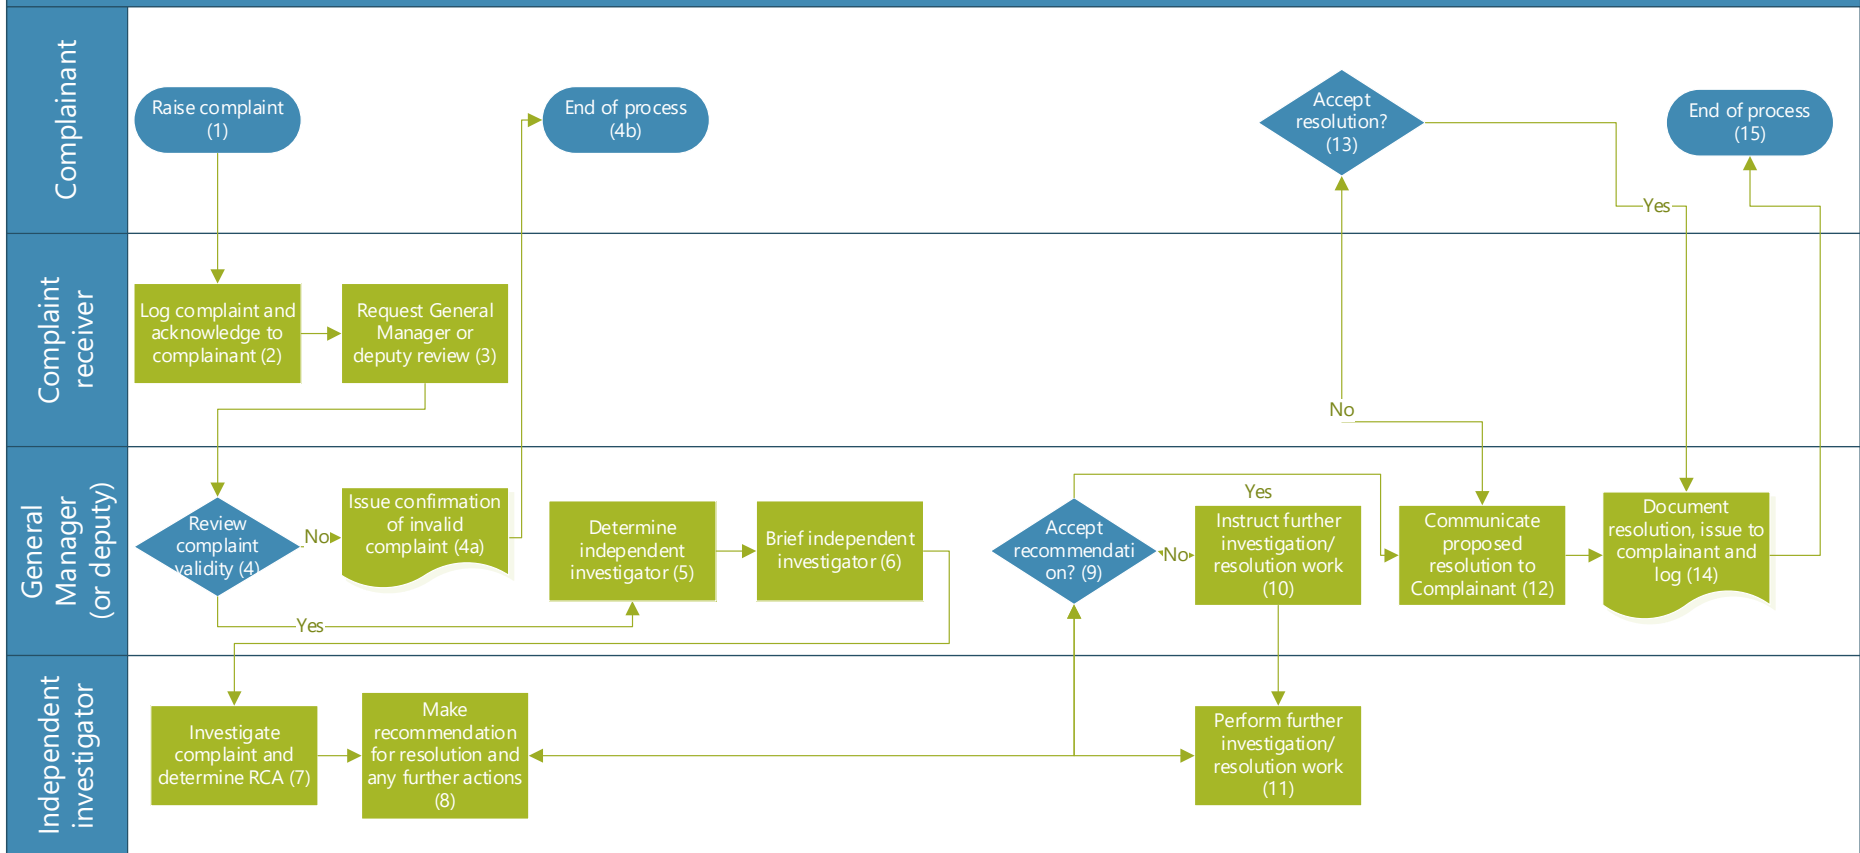 Complainant
Raise complaint
(1)
End of process
(4b)
Accept
resolution?
(13)
End of process
(15)
Yes
Complaint
receiver
Log complaint and
acknowledge to
complainant (2)
Request General
Manager or
deputy review (3)
No
General
Manager
(or deputy)
Review
complaint
validity (4)
No
Issue confirmation
of invalid
complaint (4a)
Yes
Determine
independent
investigator (5)
Brief independent
investigator (6)
Accept
recommendati
on? (9)
Yes
No
Instruct further
investigation/
resolution work
(10)
Communicate
proposed
resolution to
Complainant (12)
Document
resolution, issue to
complainant and
log (14)
Independent
investigator
Investigate
complaint and
determine RCA (7)
Make
recommendation
for resolution and
any further actions
(8)
Perform further
investigation/
resolution work
(11)